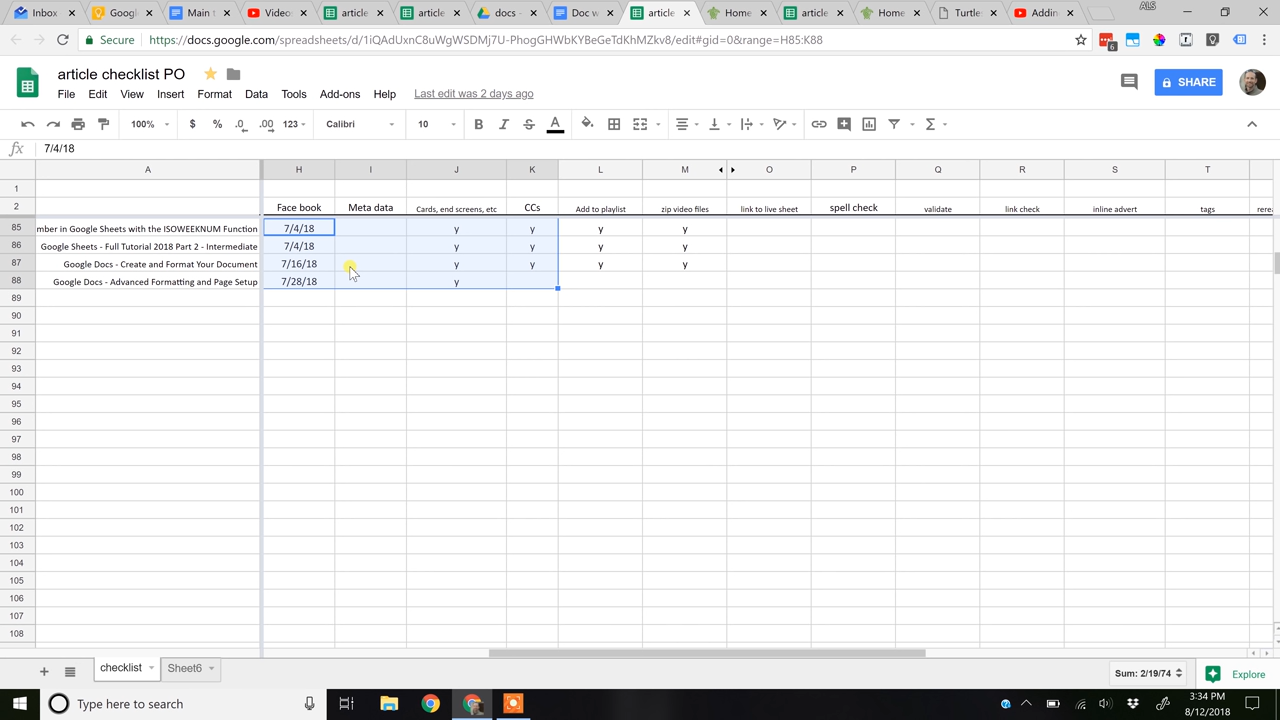 Inbox
Googl
Main t
Video
article
article
docs -
Doc w
article
Home
article
Home
Turtle
Addin
ALS
Secure
https://docs.google.com/spreadsheets/d/1iQAdUxnC8uWgWSDMj7U-PhogGHWbKYBeGeTdKhMZkv8/edit#gid=0&range=H85:K88
6
article checklist PO
SHARE
File Edit View Insert Format Data Tools Add-ons Help Last edit was 2 days ago
100% $ % .0 .00 123 Calibri 10 B I S A Σ
fx 7/4/18
A H I J K L M O P Q R S T
1
2 Face book Meta data Cards, end screens, etc CCs Add to playlist zip video files link to live sheet spell check validate link check inline advert tags rerea
85 mber in Google Sheets with the ISOWEEKNUM Function 7/4/18 y y y y
86 Google Sheets - Full Tutorial 2018 Part 2 - Intermediate 7/4/18 y y y y
87 Google Docs - Create and Format Your Document 7/16/18 y y y y
88 Google Docs - Advanced Formatting and Page Setup 7/28/18 y
89
90
91
92
93
94
95
96
97
98
99
100
101
102
103
104
105
106
107
108
checklist Sheet6 Sum: 2/19/74 Explore
Type here to search
3:34 PM
8/12/2018